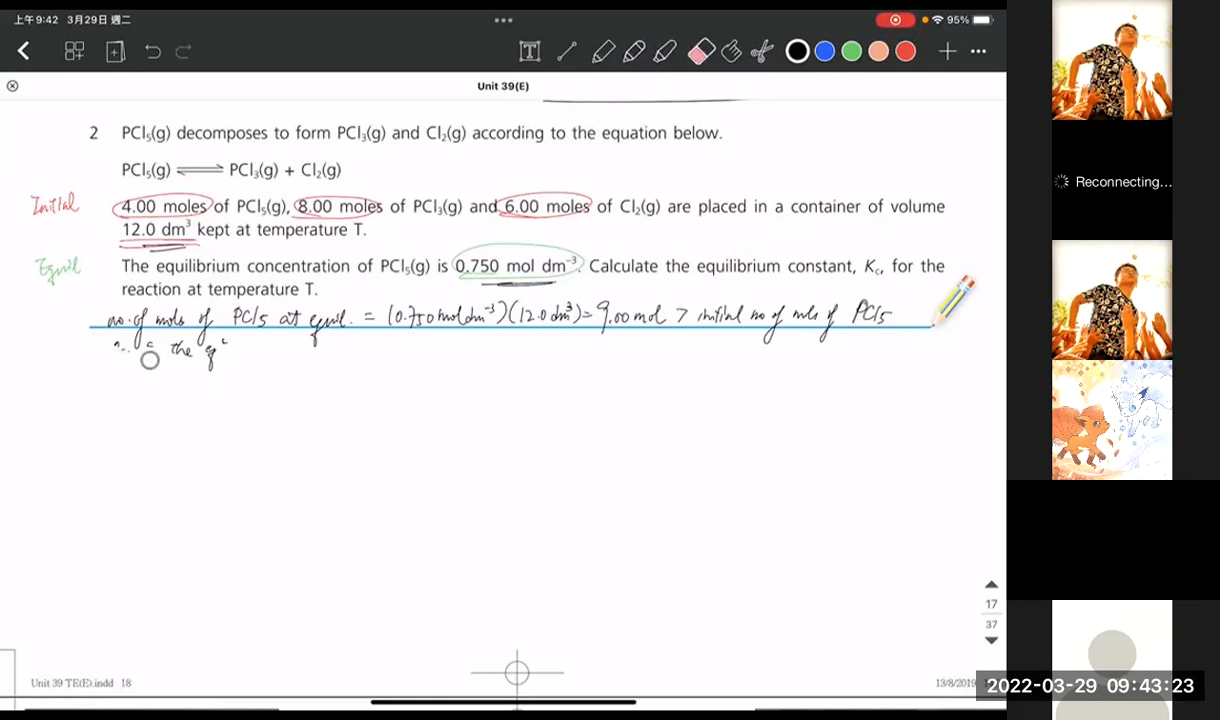 上午9:42 3月29日 週二
95%
Unit 39(E)
2 PCl₅(g) decomposes to form PCl₃(g) and Cl₂(g) according to the equation below.
PCl₅(g) ⇌ PCl₃(g) + Cl₂(g)
Initial
4.00 moles of PCl₅(g), 8.00 moles of PCl₃(g) and 6.00 moles of Cl₂(g) are placed in a container of volume
12.0 dm³ kept at temperature T.
Equil
The equilibrium concentration of PCl₅(g) is 0.750 mol dm⁻³. Calculate the equilibrium constant, Kc, for the
reaction at temperature T.
no. of mols of PCl5 at equil. = (0.750 mol dm⁻³)(12.0 dm³) = 9.00 mol > initial no of mls of PCl5
the
17
37
Unit 39 TE(E).indd 18
13/8/2019
Reconnecting...
2022-03-29 09:43:23